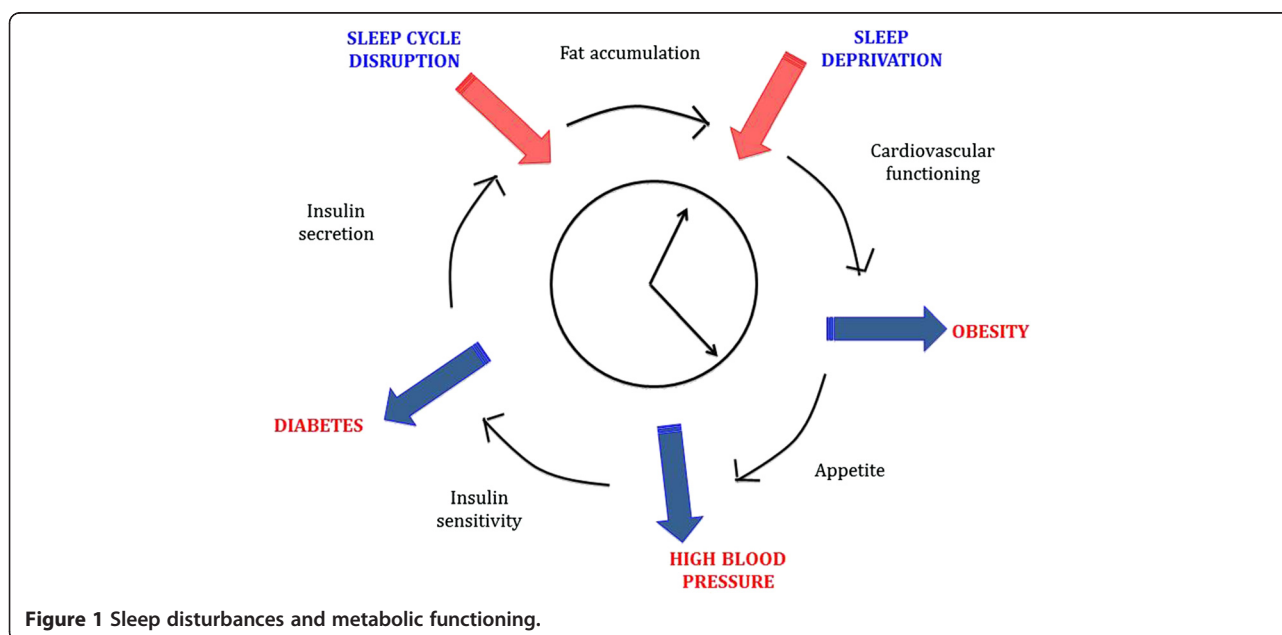 SLEEP CYCLE
DISRUPTION
Fat accumulation
SLEEP
DEPRIVATION
Cardiovascular
functioning
Insulin
secretion
OBESITY
DIABETES
Appetite
Insulin
sensitivity
HIGH BLOOD
PRESSURE
Figure 1 Sleep disturbances and metabolic functioning.